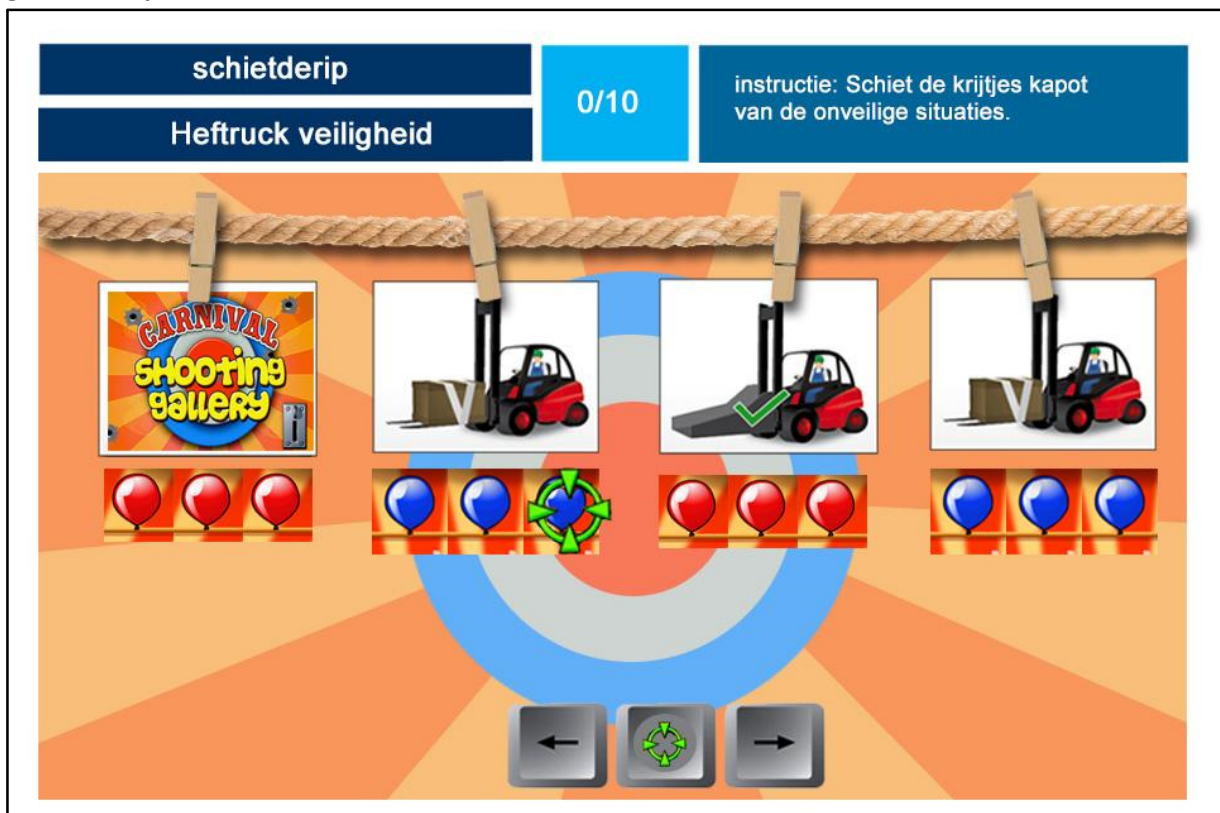 schietderip
Heftruck veiligheid
0/10
instructie: Schiet de krijtjes kapot
van de onveilige situaties.
CARNIVAL
SHOOTING
GALLERY